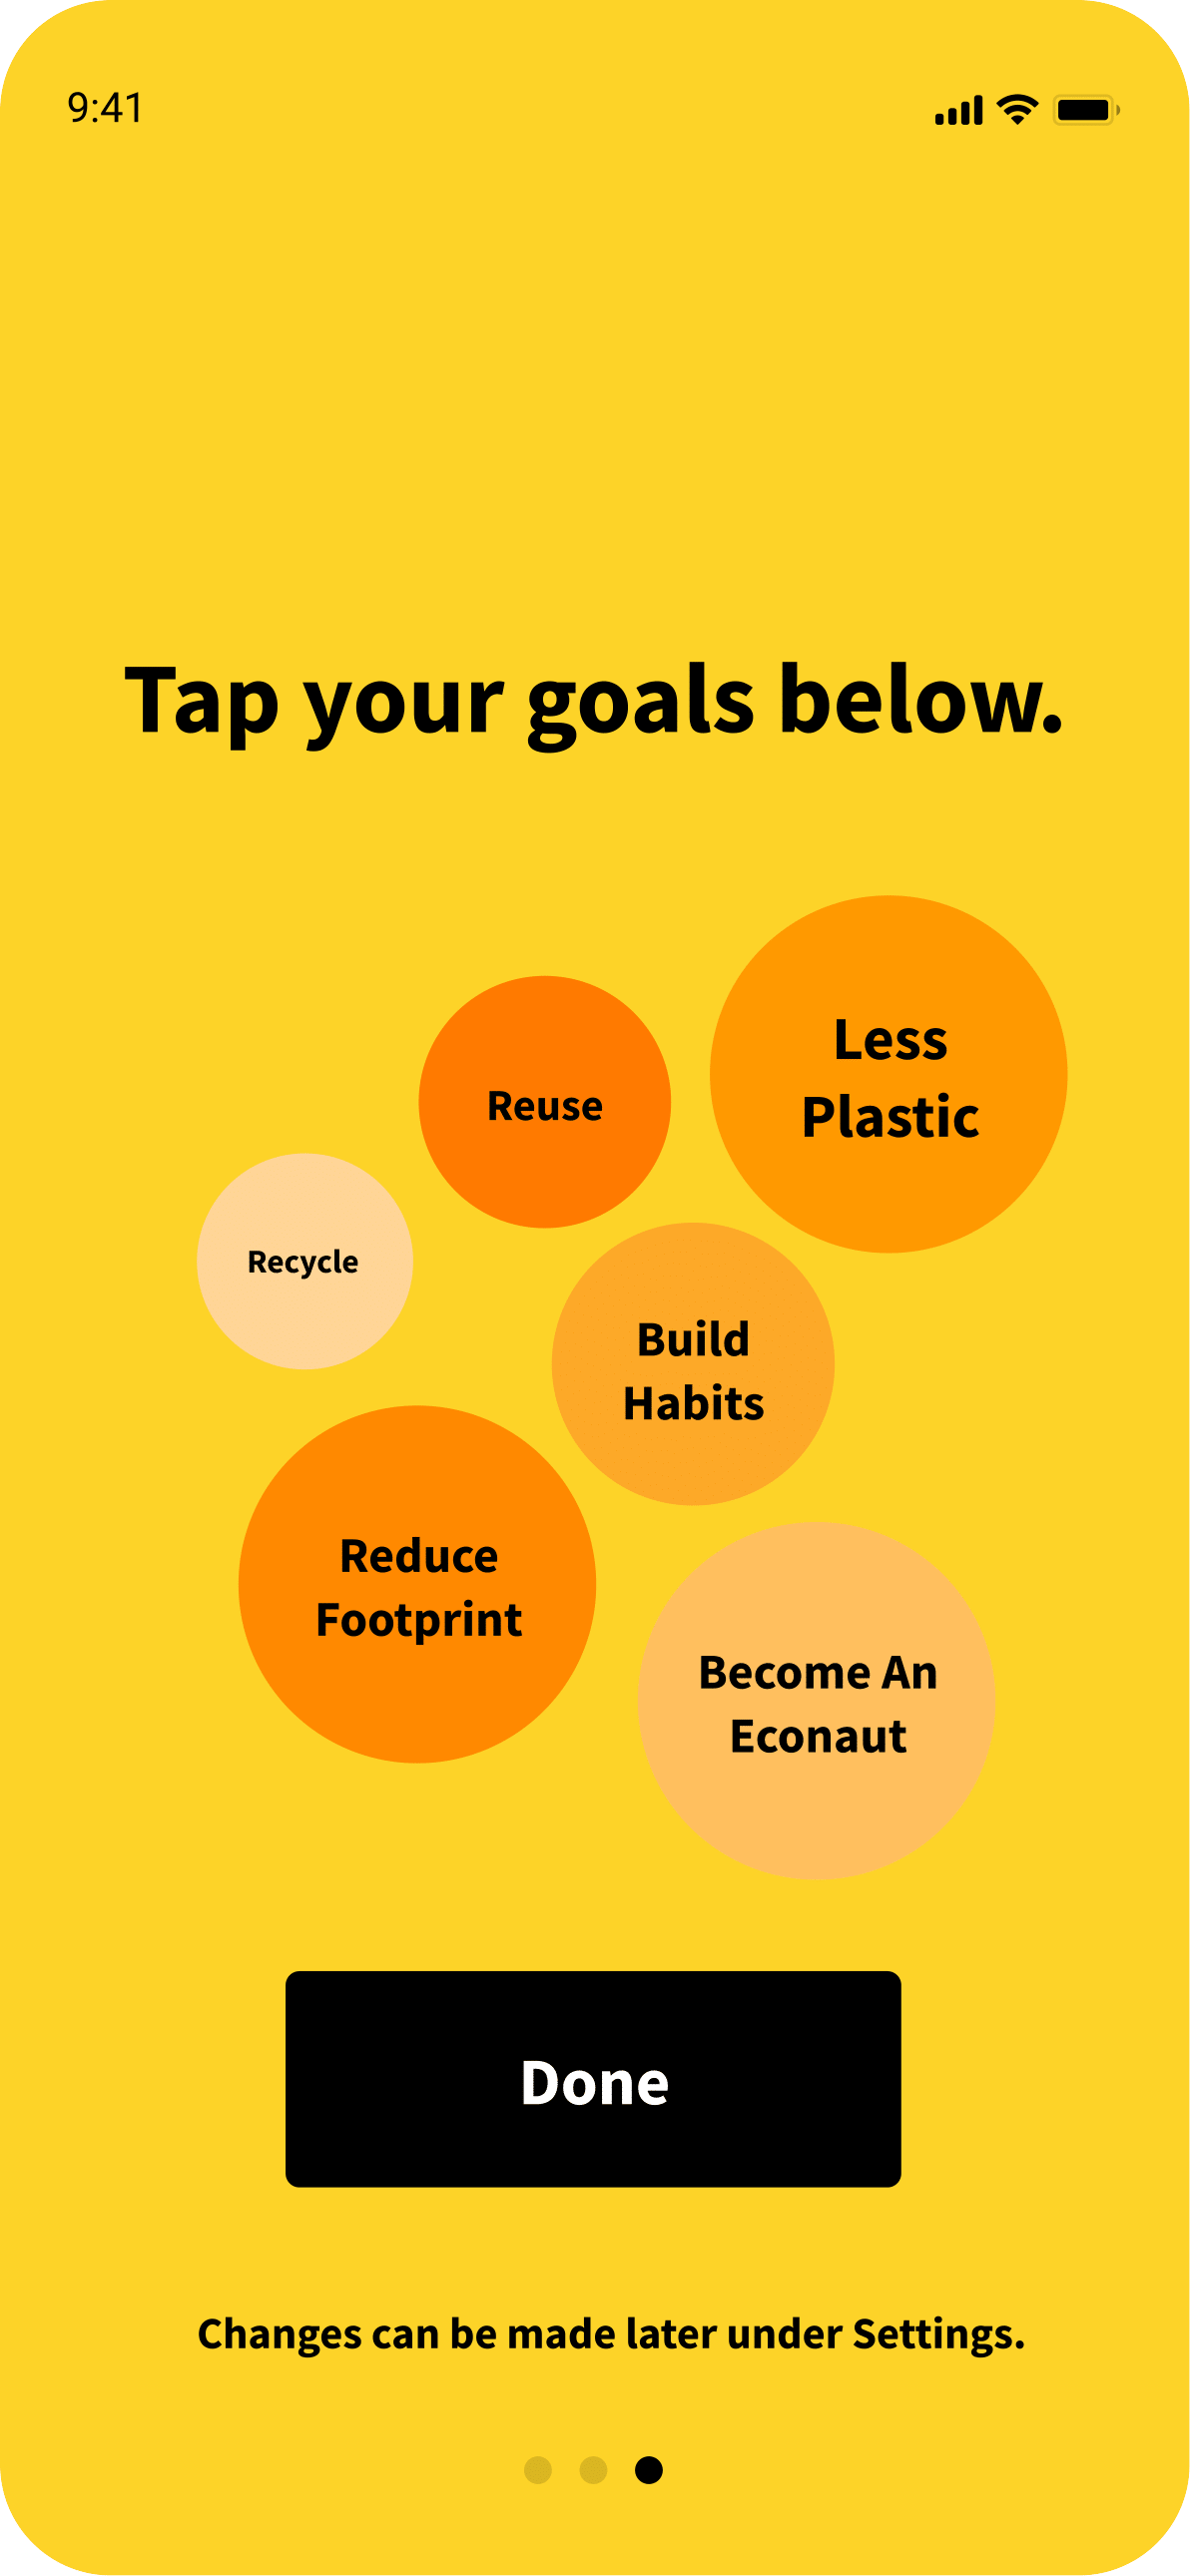 9:41
Tap your goals below.
Less
Plastic
Reuse
Recycle
Build
Habits
Reduce
Footprint
Become An
Econaut
Done
Changes can be made later under Settings.